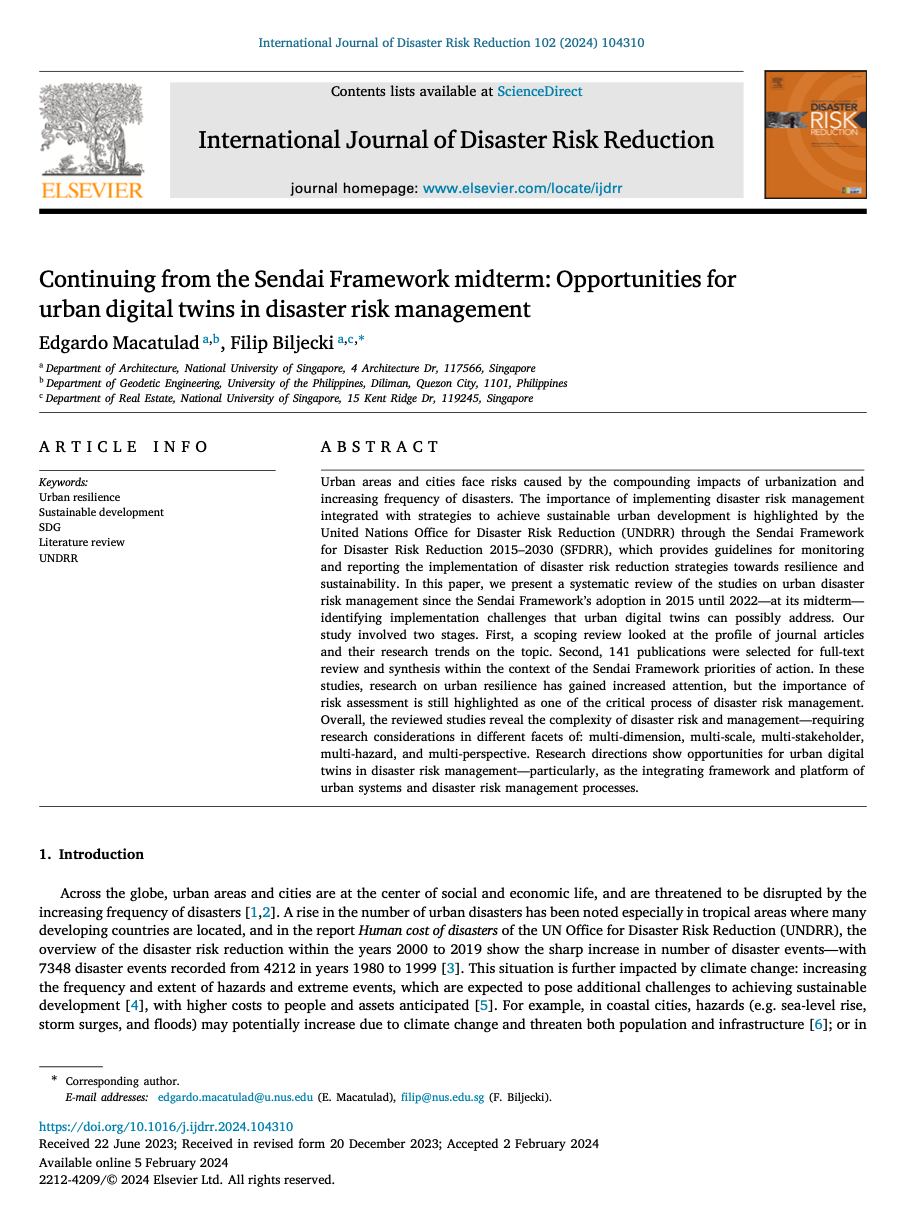 International Journal of Disaster Risk Reduction 102 (2024) 104310
Contents lists available at ScienceDirect
International Journal of Disaster Risk Reduction
journal homepage: www.elsevier.com/locate/ijdrr
ELSEVIER
DISASTER
RISK
REDUCTION
Continuing from the Sendai Framework midterm: Opportunities for
urban digital twins in disaster risk management
Edgardo Macatulad a,b, Filip Biljecki a,c,*
a Department of Architecture, National University of Singapore, 4 Architecture Dr, 117566, Singapore
b Department of Geodetic Engineering, University of the Philippines, Diliman, Quezon City, 1101, Philippines
c Department of Real Estate, National University of Singapore, 15 Kent Ridge Dr, 119245, Singapore
ARTICLE INFO
Keywords:
Urban resilience
Sustainable development
SDG
Literature review
UNDRR
ABSTRACT
Urban areas and cities face risks caused by the compounding impacts of urbanization and
increasing frequency of disasters. The importance of implementing disaster risk management
integrated with strategies to achieve sustainable urban development is highlighted by the
United Nations Office for Disaster Risk Reduction (UNDRR) through the Sendai Framework
for Disaster Risk Reduction 2015–2030 (SFDRR), which provides guidelines for monitoring
and reporting the implementation of disaster risk reduction strategies towards resilience and
sustainability. In this paper, we present a systematic review of the studies on urban disaster
risk management since the Sendai Framework's adoption in 2015 until 2022—at its midterm—
identifying implementation challenges that urban digital twins can possibly address. Our
study involved two stages. First, a scoping review looked at the profile of journal articles
and their research trends on the topic. Second, 141 publications were selected for full-text
review and synthesis within the context of the Sendai Framework priorities of action. In these
studies, research on urban resilience has gained increased attention, but the importance of
risk assessment is still highlighted as one of the critical process of disaster risk management.
Overall, the reviewed studies reveal the complexity of disaster risk and management—requiring
research considerations in different facets of: multi-dimension, multi-scale, multi-stakeholder,
multi-hazard, and multi-perspective. Research directions show opportunities for urban digital
twins in disaster risk management—particularly, as the integrating framework and platform of
urban systems and disaster risk management processes.
1. Introduction
Across the globe, urban areas and cities are at the center of social and economic life, and are threatened to be disrupted by the
increasing frequency of disasters [1,2]. A rise in the number of urban disasters has been noted especially in tropical areas where many
developing countries are located, and in the report Human cost of disasters of the UN Office for Disaster Risk Reduction (UNDRR), the
overview of the disaster risk reduction within the years 2000 to 2019 show the sharp increase in number of disaster events—with
7348 disaster events recorded from 4212 in years 1980 to 1999 [3]. This situation is further impacted by climate change: increasing
the frequency and extent of hazards and extreme events, which are expected to pose additional challenges to achieving sustainable
development [4], with higher costs to people and assets anticipated [5]. For example, in coastal cities, hazards (e.g. sea-level rise,
storm surges, and floods) may potentially increase due to climate change and threaten both population and infrastructure [6]; or in
* Corresponding author.
E-mail addresses: edgardo.macatulad@u.nus.edu (E. Macatulad), filip@nus.edu.sg (F. Biljecki).
https://doi.org/10.1016/j.ijdrr.2024.104310
Received 22 June 2023; Received in revised form 20 December 2023; Accepted 2 February 2024
Available online 5 February 2024
2212-4209/© 2024 Elsevier Ltd. All rights reserved.